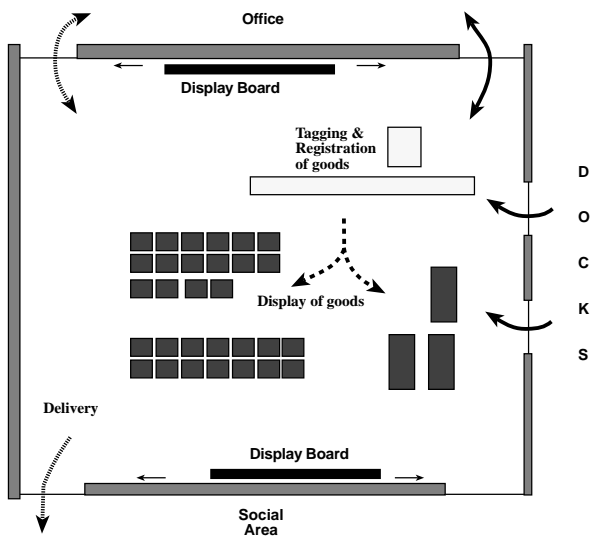 Office
Display Board
Tagging &
Registration
of goods
D
O
C
K
S
Display of goods
Delivery
Display Board
Social
Area